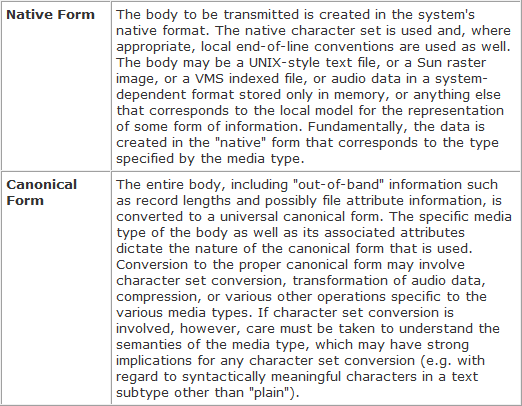 Native Form
The body to be transmitted is created in the system's
native format. The native character set is used and, where
appropriate, local end-of-line conventions are used as well.
The body may be a UNIX-style text file, or a Sun raster
image, or a VMS indexed file, or audio data in a system-
dependent format stored only in memory, or anything else
that corresponds to the local model for the representation
of some form of information. Fundamentally, the data is
created in the "native" form that corresponds to the type
specified by the media type.
Canonical
Form
The entire body, including "out-of-band" information such
as record lengths and possibly file attribute information, is
converted to a universal canonical form. The specific media
type of the body as well as its associated attributes
dictate the nature of the canonical form that is used.
Conversion to the proper canonical form may involve
character set conversion, transformation of audio data,
compression, or various other operations specific to the
various media types. If character set conversion is
involved, however, care must be taken to understand the
semanties of the media type, which may have strong
implications for any character set conversion (e.g. with
regard to syntactically meaningful characters in a text
subtype other than "plain").